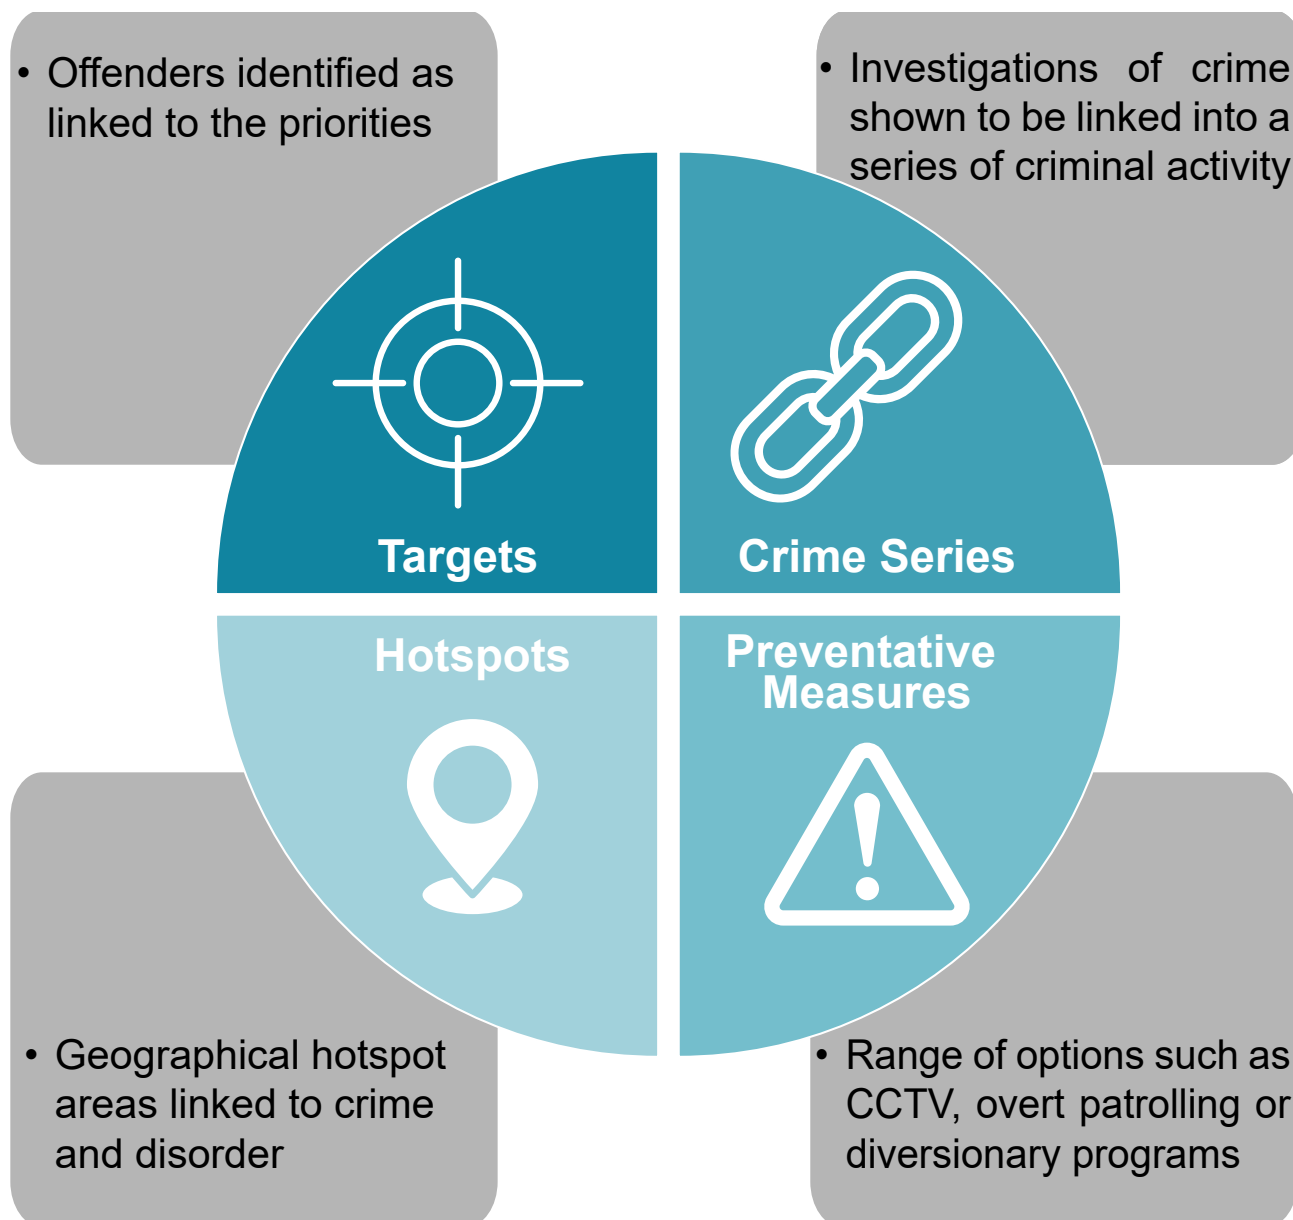 • Offenders identified as
linked to the priorities
• Investigations of crime
shown to be linked into a
series of criminal activity
Targets
Crime Series
Hotspots
Preventative
Measures
• Geographical hotspot
areas linked to crime
and disorder
• Range of options such as
CCTV, overt patrolling or
diversionary programs